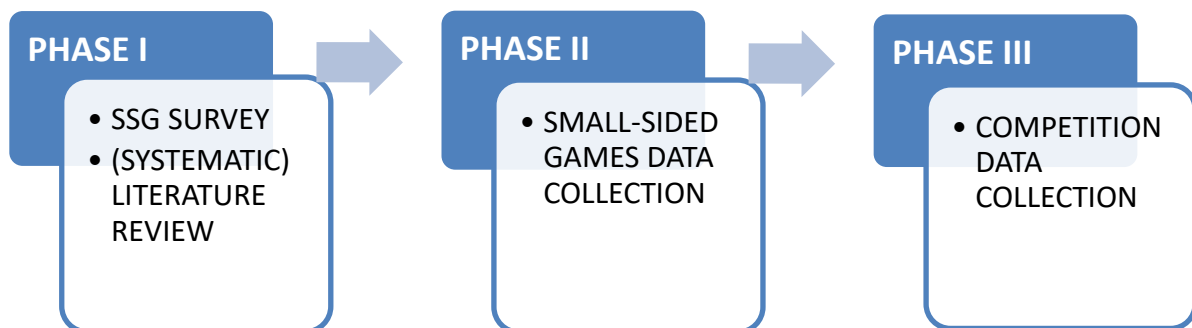 PHASE I
• SSG SURVEY
• (SYSTEMATIC)
LITERATURE
REVIEW
PHASE II
• SMALL-SIDED
GAMES DATA
COLLECTION
PHASE III
• COMPETITION
DATA
COLLECTION